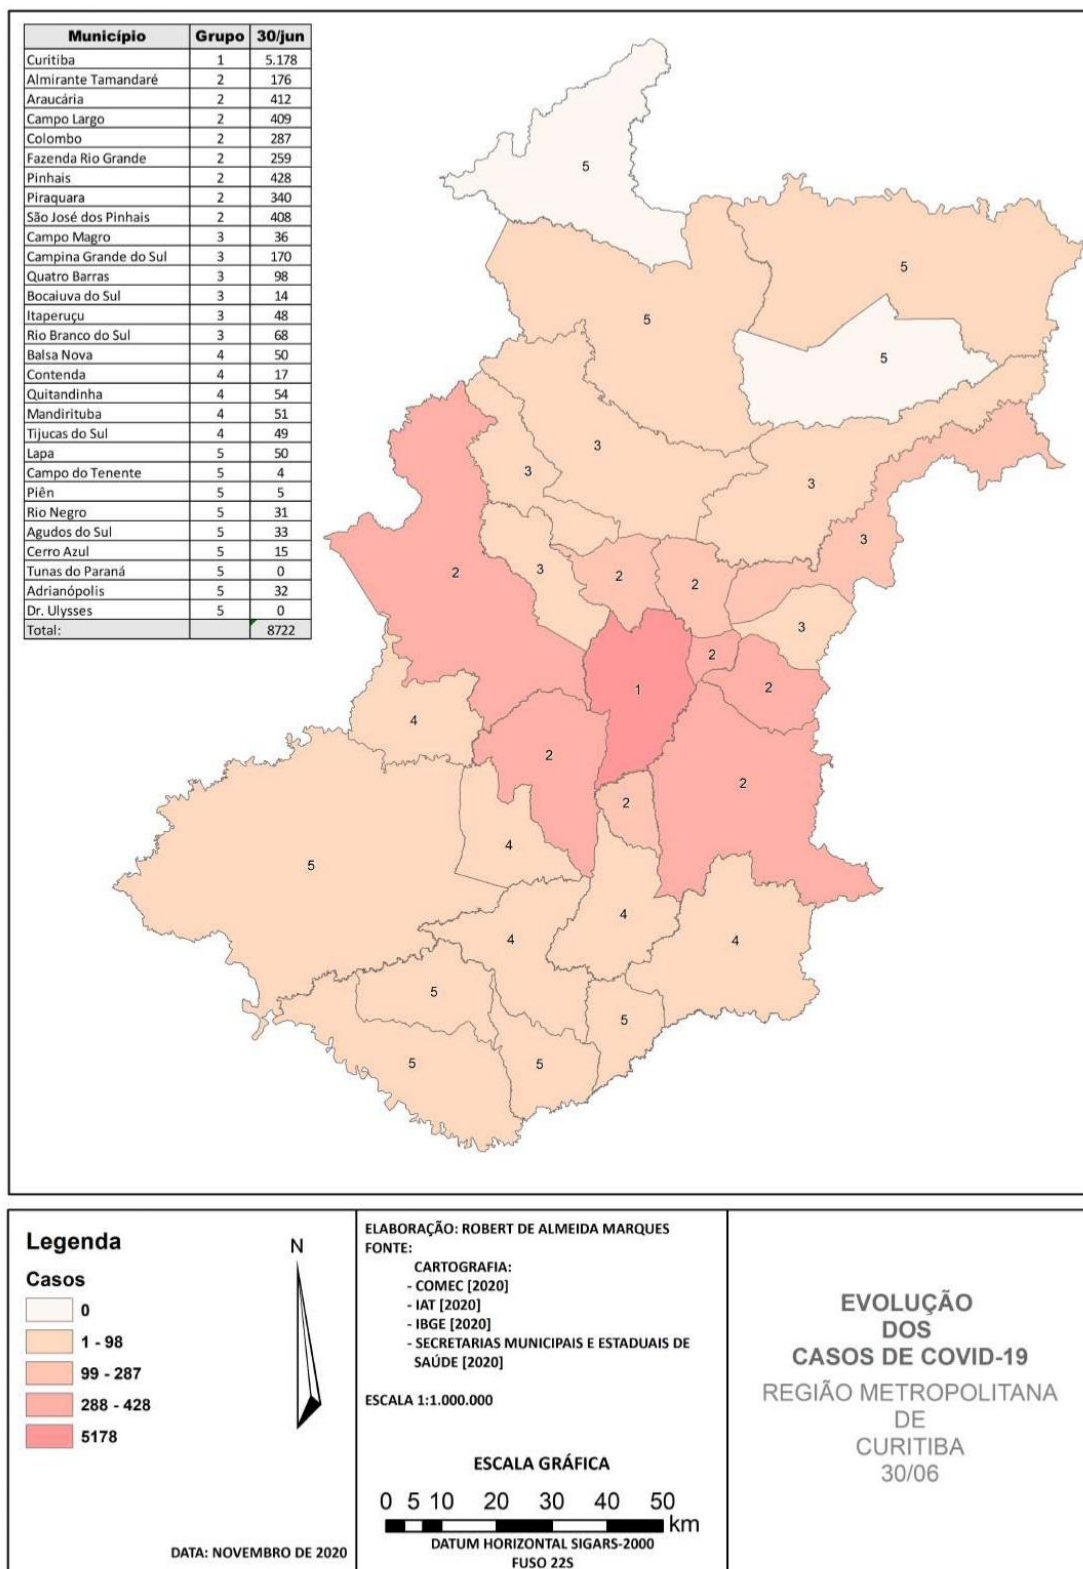 Município Grupo 30/jun
Curitiba 1 5.178
Almirante Tamandaré 2 176
Araucária 2 412
Campo Largo 2 409
Colombo 2 287
Fazenda Rio Grande 2 259
Pinhais 2 428
Piraquara 2 340
São José dos Pinhais 2 408
Campo Magro 3 36
Campina Grande do Sul 3 170
Quatro Barras 3 98
Bocaiuva do Sul 3 14
Itaperuçu 3 48
Rio Branco do Sul 3 68
Balsa Nova 4 50
Contenda 4 17
Quitandinha 4 54
Mandirituba 4 51
Tijucas do Sul 4 49
Lapa 5 50
Campo do Tenente 5 4
Piên 5 5
Rio Negro 5 31
Agudos do Sul 5 33
Cerro Azul 5 15
Tunas do Paraná 5 0
Adrianópolis 5 32
Dr. Ulysses 5 0
Total: 8722
5
5
5
5
3
3
3
3
2
3
2
2
3
2
2
1
4
2
2
2
4
5
4
4
4
5
5
5
5
Legenda
Casos
0
1 - 98
99 - 287
288 - 428
5178
N
DATA: NOVEMBRO DE 2020
ELABORAÇÃO: ROBERT DE ALMEIDA MARQUES
FONTE:
CARTOGRAFIA:
- COMEC [2020]
- IAT [2020]
- IBGE [2020]
- SECRETARIAS MUNICIPAIS E ESTADUAIS DE
SAÚDE [2020]
ESCALA 1:1.000.000
ESCALA GRÁFICA
0 5 10 20 30 40 50
km
DATUM HORIZONTAL SIGARS-2000
FUSO 22S
EVOLUÇÃO
DOS
CASOS DE COVID-19
REGIÃO METROPOLITANA
DE
CURITIBA
30/06